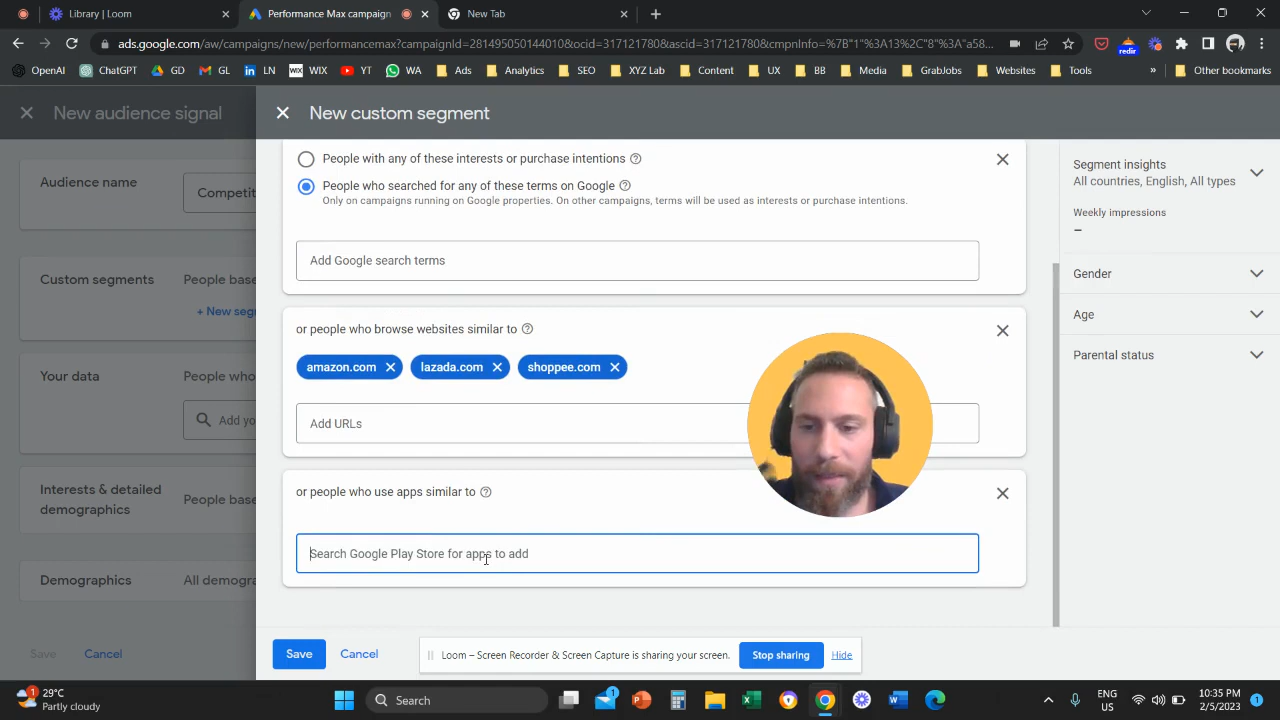 Library | Loom
Performance Max campaign
New Tab
ads.google.com/aw/campaigns/new/performancemax?campaignId=281495050144010&ocid=317121780&ascid=317121780&cmpnInfo=%7B"1"%3A13%2C"8"%3A"a58...
redir
OpenAI
ChatGPT
GD
GL
LN
WIX
WIX
YT
WA
Ads
Analytics
SEO
XYZ Lab
Content
UX
BB
Media
GrabJobs
Websites
Tools
»
Other bookmarks
New audience signal
New custom segment
Audience name
Competit
Custom segments
People base
+ New seg
Your data
People who
Add yo
Interests & detailed
demographics
People base
Demographics
All demogra
Save
Cancel
People with any of these interests or purchase intentions
People who searched for any of these terms on Google
Only on campaigns running on Google properties. On other campaigns, terms will be used as interests or purchase intentions.
Add Google search terms
or people who browse websites similar to
amazon.com
lazada.com
shoppee.com
Add URLs
or people who use apps similar to
Search Google Play Store for apps to add
Segment insights
All countries, English, All types
Weekly impressions
–
Gender
Age
Parental status
Save
Cancel
Loom – Screen Recorder & Screen Capture is sharing your screen.
Stop sharing
Hide
1
29°C
Partly cloudy
Search
1
ENG
US
10:35 PM
2/5/2023
1